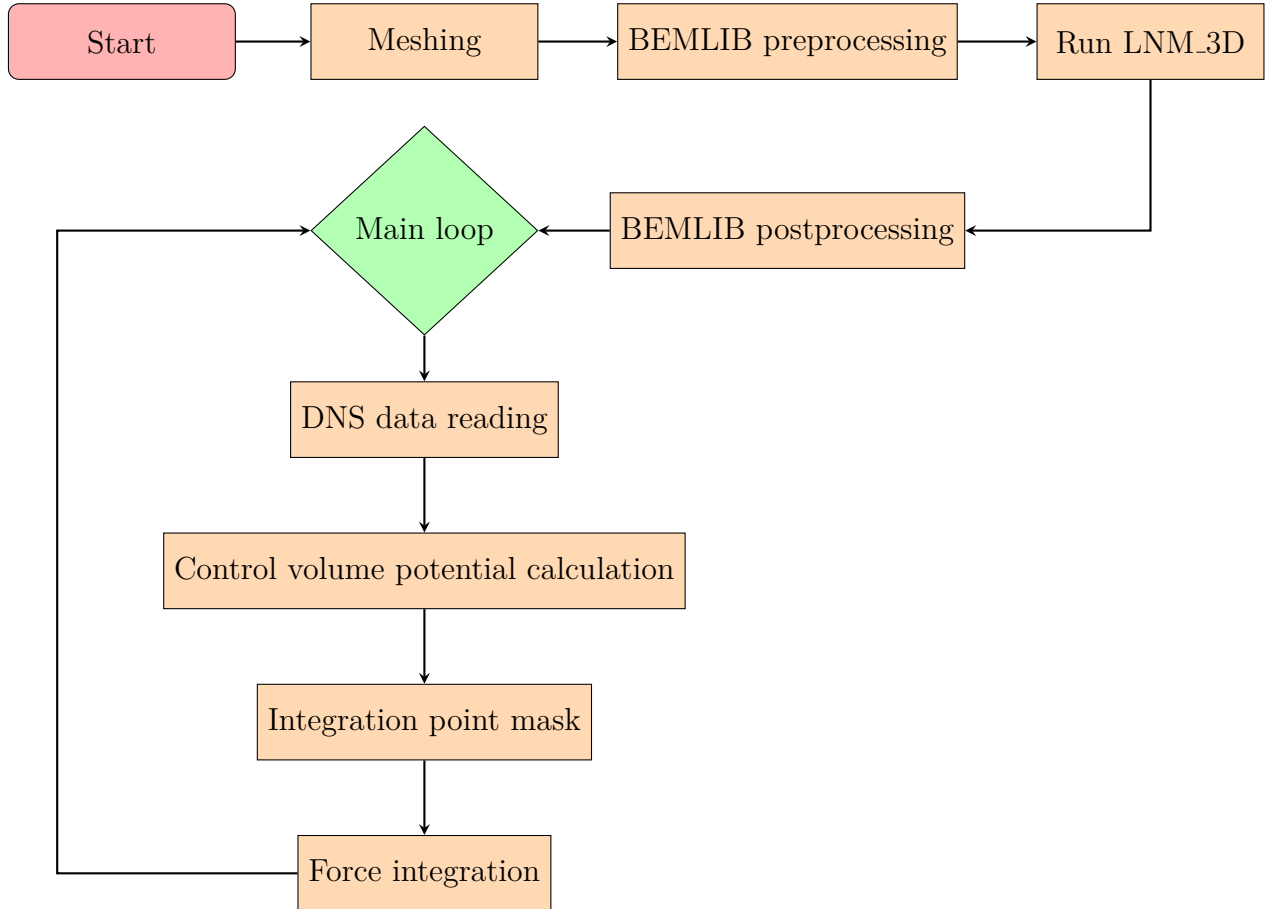 Start
Meshing
BEMLIB preprocessing
Run LNM_3D
BEMLIB postprocessing
Main loop
DNS data reading
Control volume potential calculation
Integration point mask
Force integration